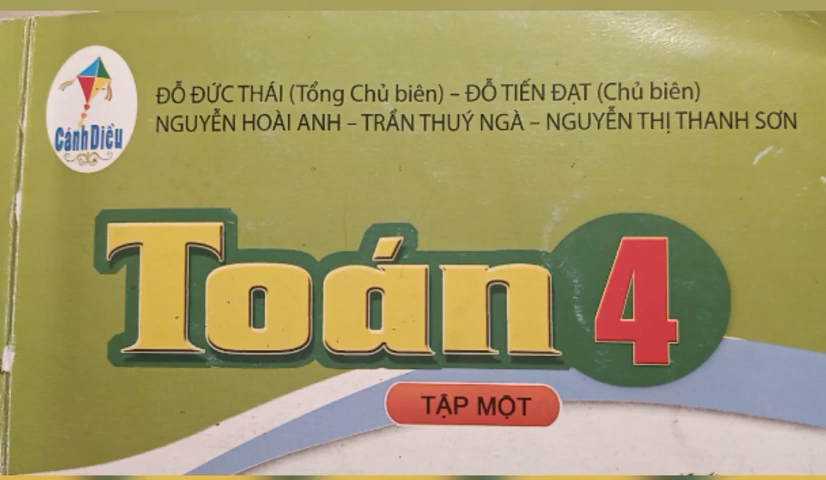 Cánh Diều
ĐỖ ĐỨC THÁI (Tổng Chủ biên) – ĐỖ TIẾN ĐẠT (Chủ biên)
NGUYỄN HOÀI ANH – TRẦN THUÝ NGÀ – NGUYỄN THỊ THANH SƠN
Toán 4
TẬP MỘT